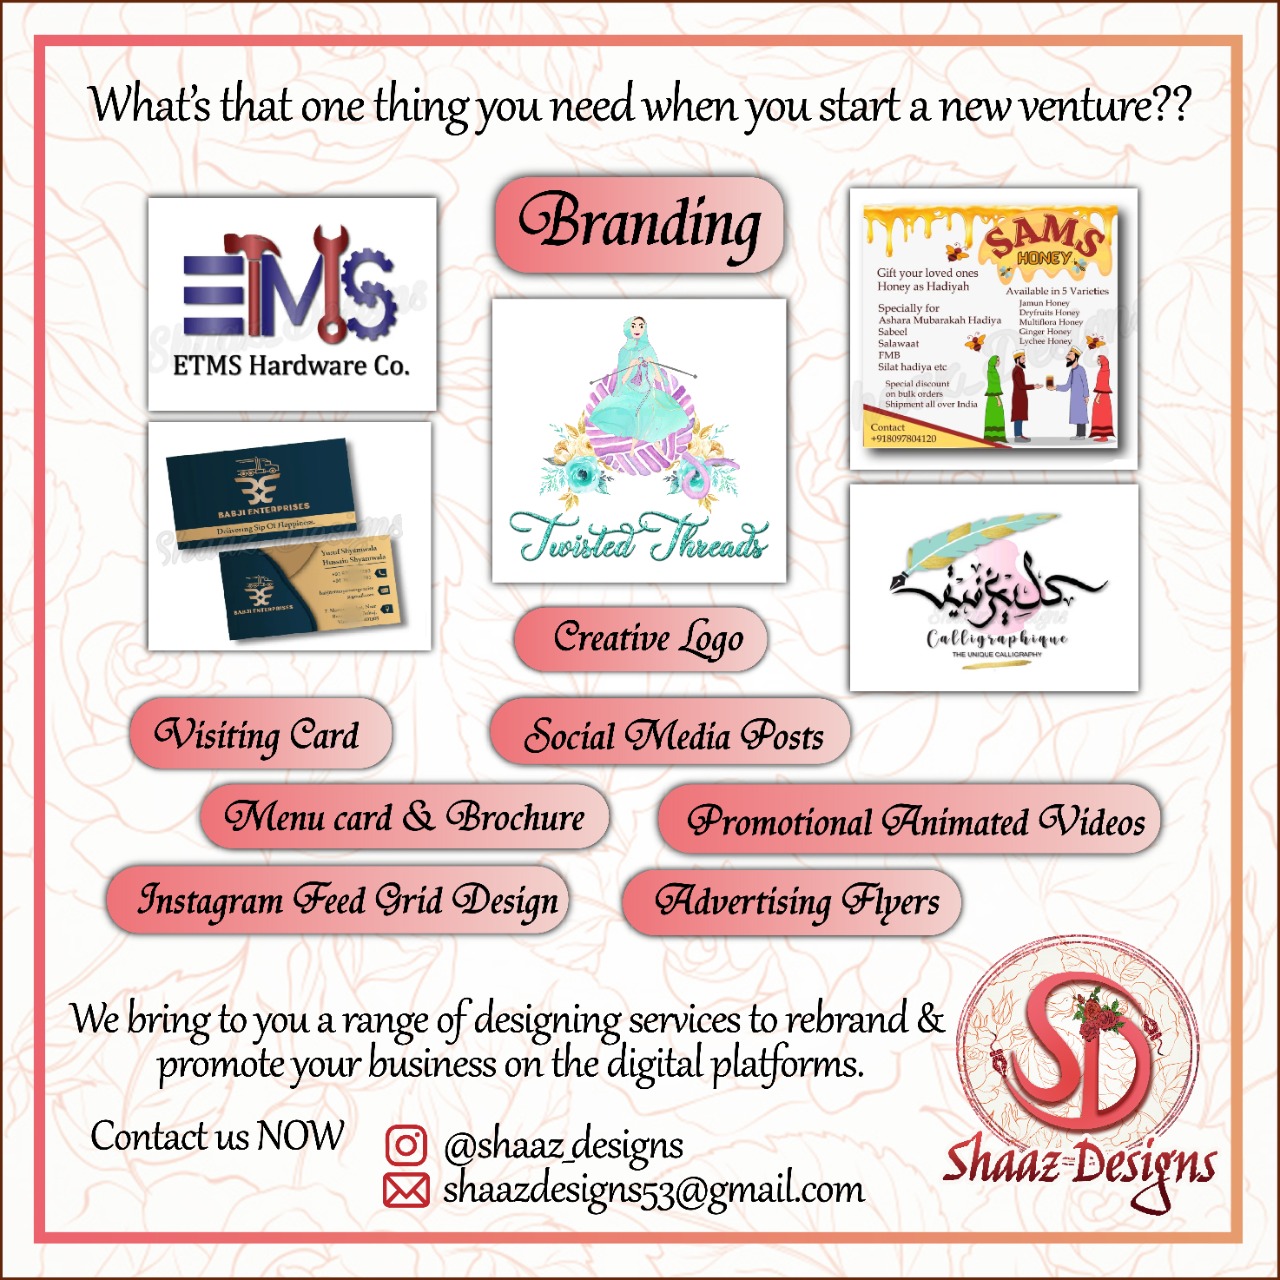 What's that one thing you need when you start a new venture??
Branding
ETMS
ETMS Hardware Co.
BABJI ENTERPRISES
Delivering Sip Of Happiness.
Yusuf Shyamwala
Hussain Shyamwala
BABJI ENTERPRISES
Twisted Threads
SAMS
HONEY
Gift your loved ones
Honey as Hadiyah
Specially for
Ashara Mubarakah Hadiya
Sabeel
Salawaat
FMB
Silat hadiya etc
Special discount
on bulk orders
Shipment all over India
Contact
+918097804120
Available in 5 Varieties
Jamun Honey
Dryfruits Honey
Multiflora Honey
Ginger Honey
Lychee Honey
Calligraphique
THE UNIQUE CALLIGRAPHY
Creative Logo
Visiting Card
Social Media Posts
Menu card & Brochure
Promotional Animated Videos
Instagram Feed Grid Design
Advertising Flyers
We bring to you a range of designing services to rebrand &
promote your business on the digital platforms.
Contact us NOW
@shaaz_designs
shaazdesigns53@gmail.com
SD
Shaaz Designs